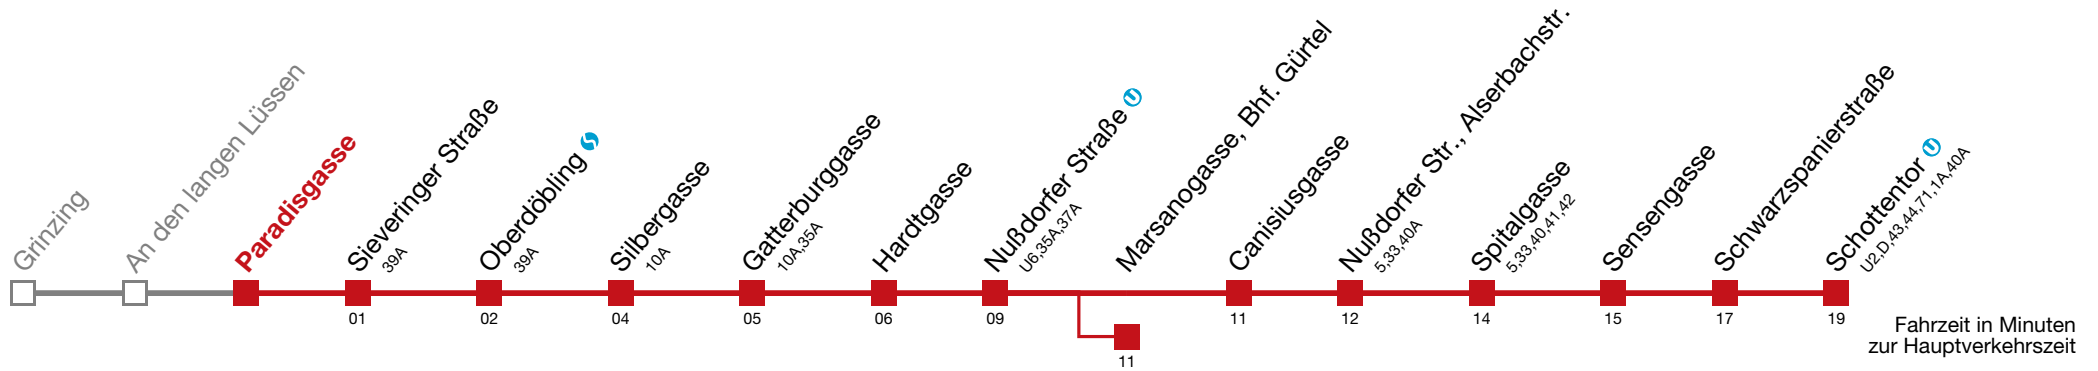 Grinzing
An den langen Lüssen
Paradisgasse
Sieveringer Straße
39A
Oberdöbling
39A
Silbergasse
10A
Gatterburggasse
10A,35A
Hardtgasse
Nußdorfer Straße U
U6,35A,37A
Marsanogasse, Bhf. Gürtel
Canisiusgasse
Nußdorfer Str., Alserbachstr.
5,33,40A
Spitalgasse
5,33,40,41,42
Sensengasse
Schwarzspanierstraße
Schottentor U
U2,D,43,44,71,1A,40A
01 02 04 05 06 09 11 12 14 15 17 19
11
Fahrzeit in Minuten
zur Hauptverkehrszeit